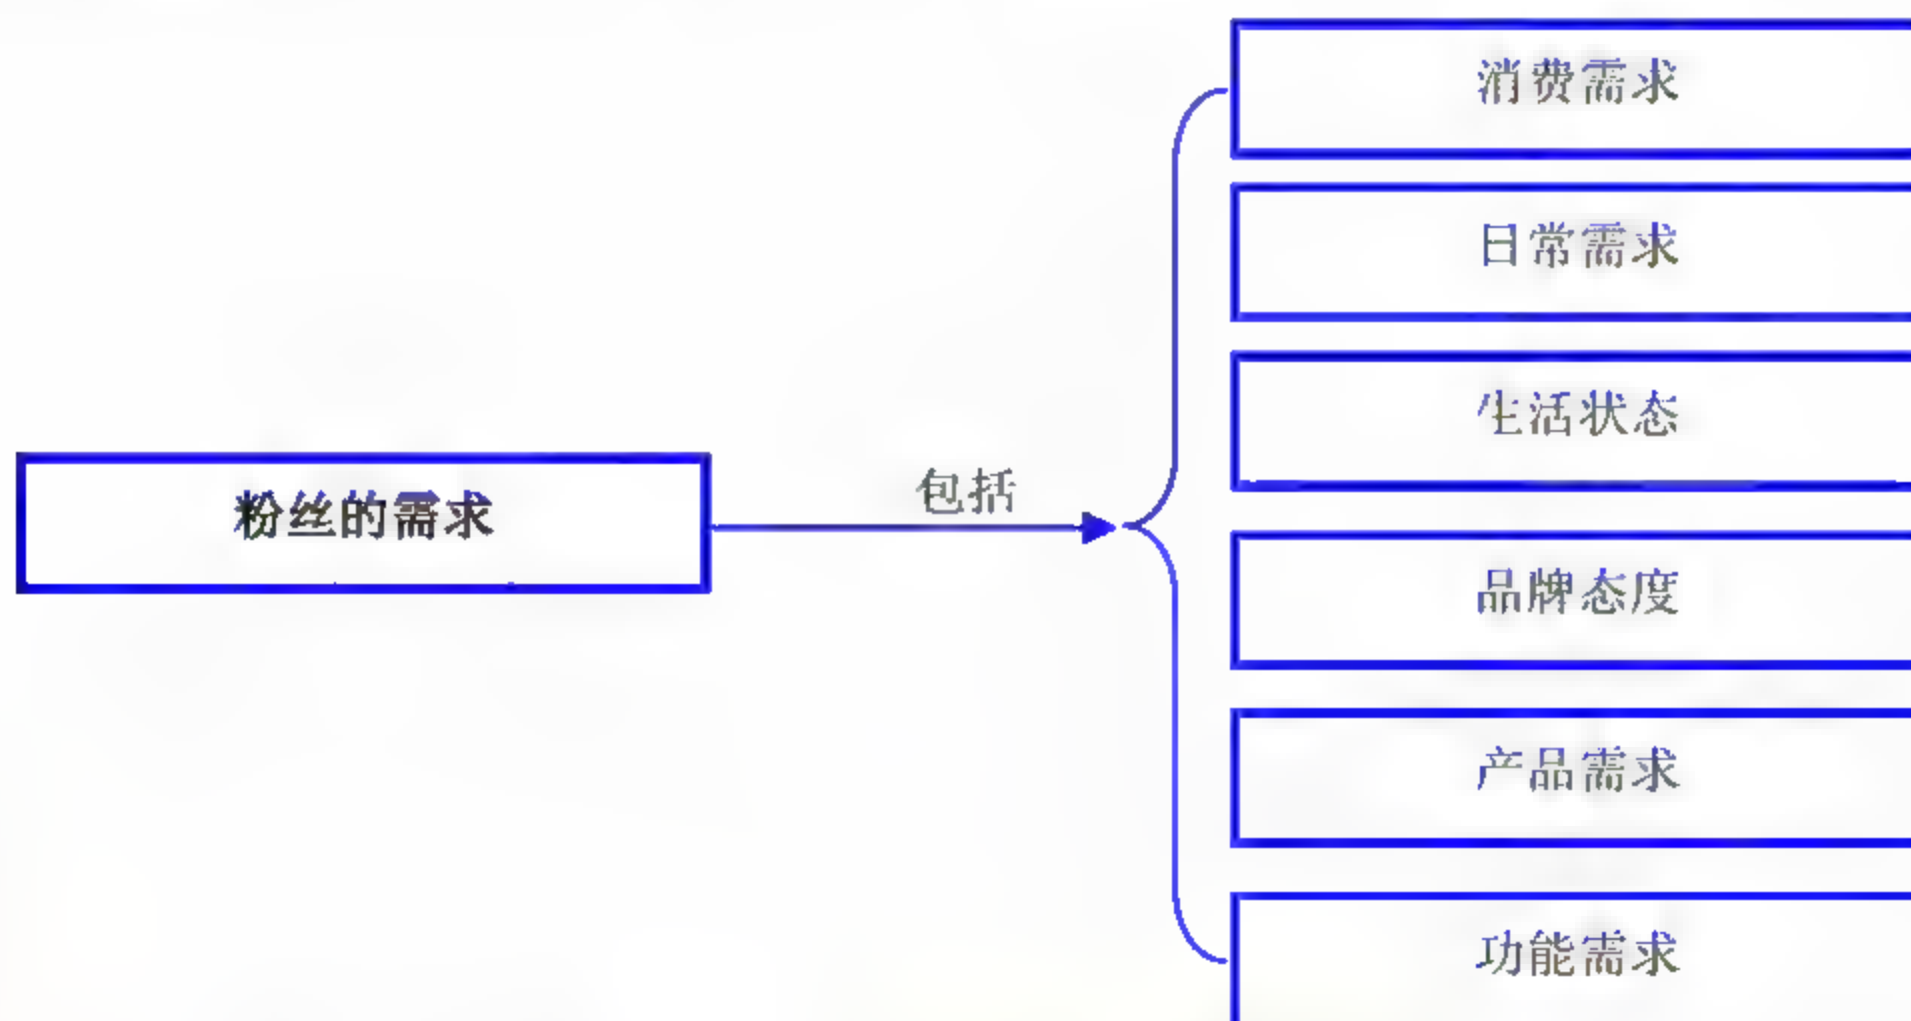 消费需求
日常需求
生活状态
粉丝的需求
包括
品牌态度
产品需求
功能需求